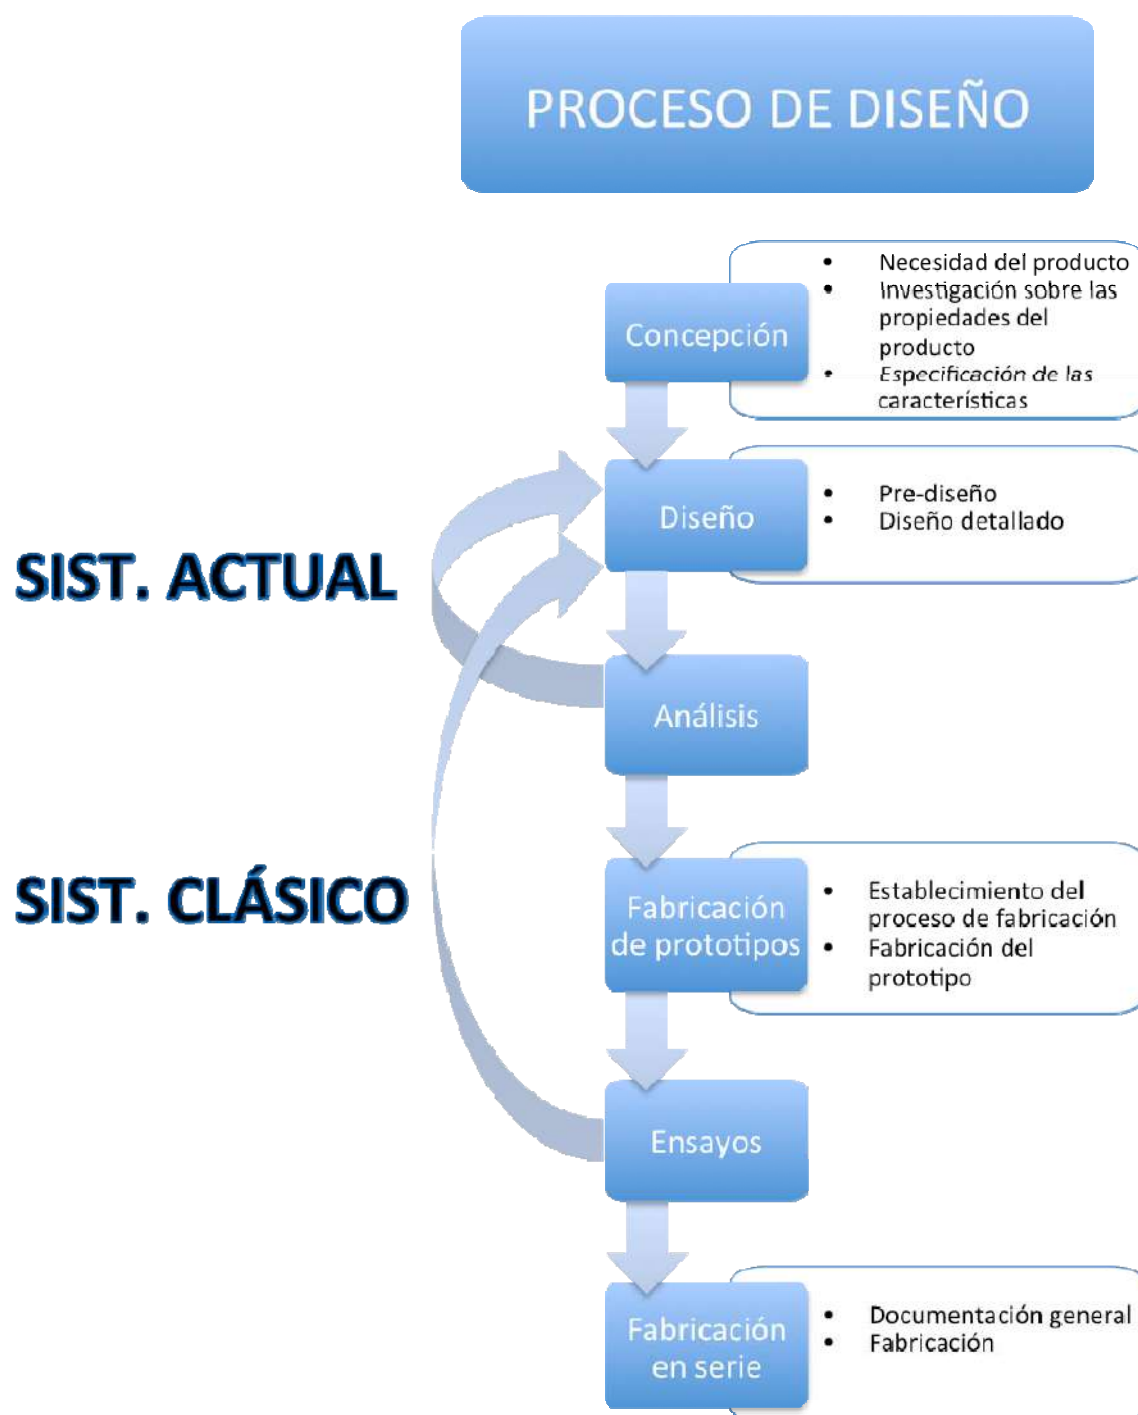 PROCESO DE DISEÑO
Concepción
• Necesidad del producto
• Investigación sobre las
propiedades del
producto
• Especificación de las
características
Diseño
• Pre-diseño
• Diseño detallado
SIST. ACTUAL
Análisis
SIST. CLÁSICO
Fabricación
de prototipos
• Establecimiento del
proceso de fabricación
• Fabricación del
prototipo
Ensayos
Fabricación
en serie
• Documentación general
• Fabricación